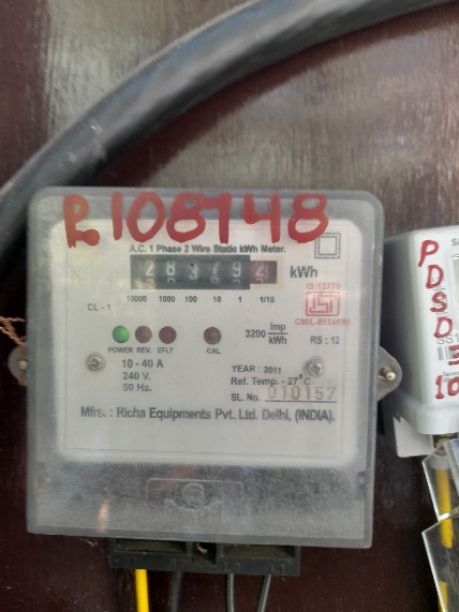 R108148
A.C. 1 Phase 2 Wire Static kWh Meter.
kWh
IS:13779
10000 1000 100 10 1 1/10
CL - 1
3200 Imp/kWh
RS : 12
POWER REV. EFLT CAL
10 - 40 A
240 V.
50 Hz.
YEAR : 2011
Ref. Temp. - 27°C
SL. No. 010157
Mfrs. : Richa Equipments Pvt. Ltd. Delhi, (INDIA).
P
D
S
D
10